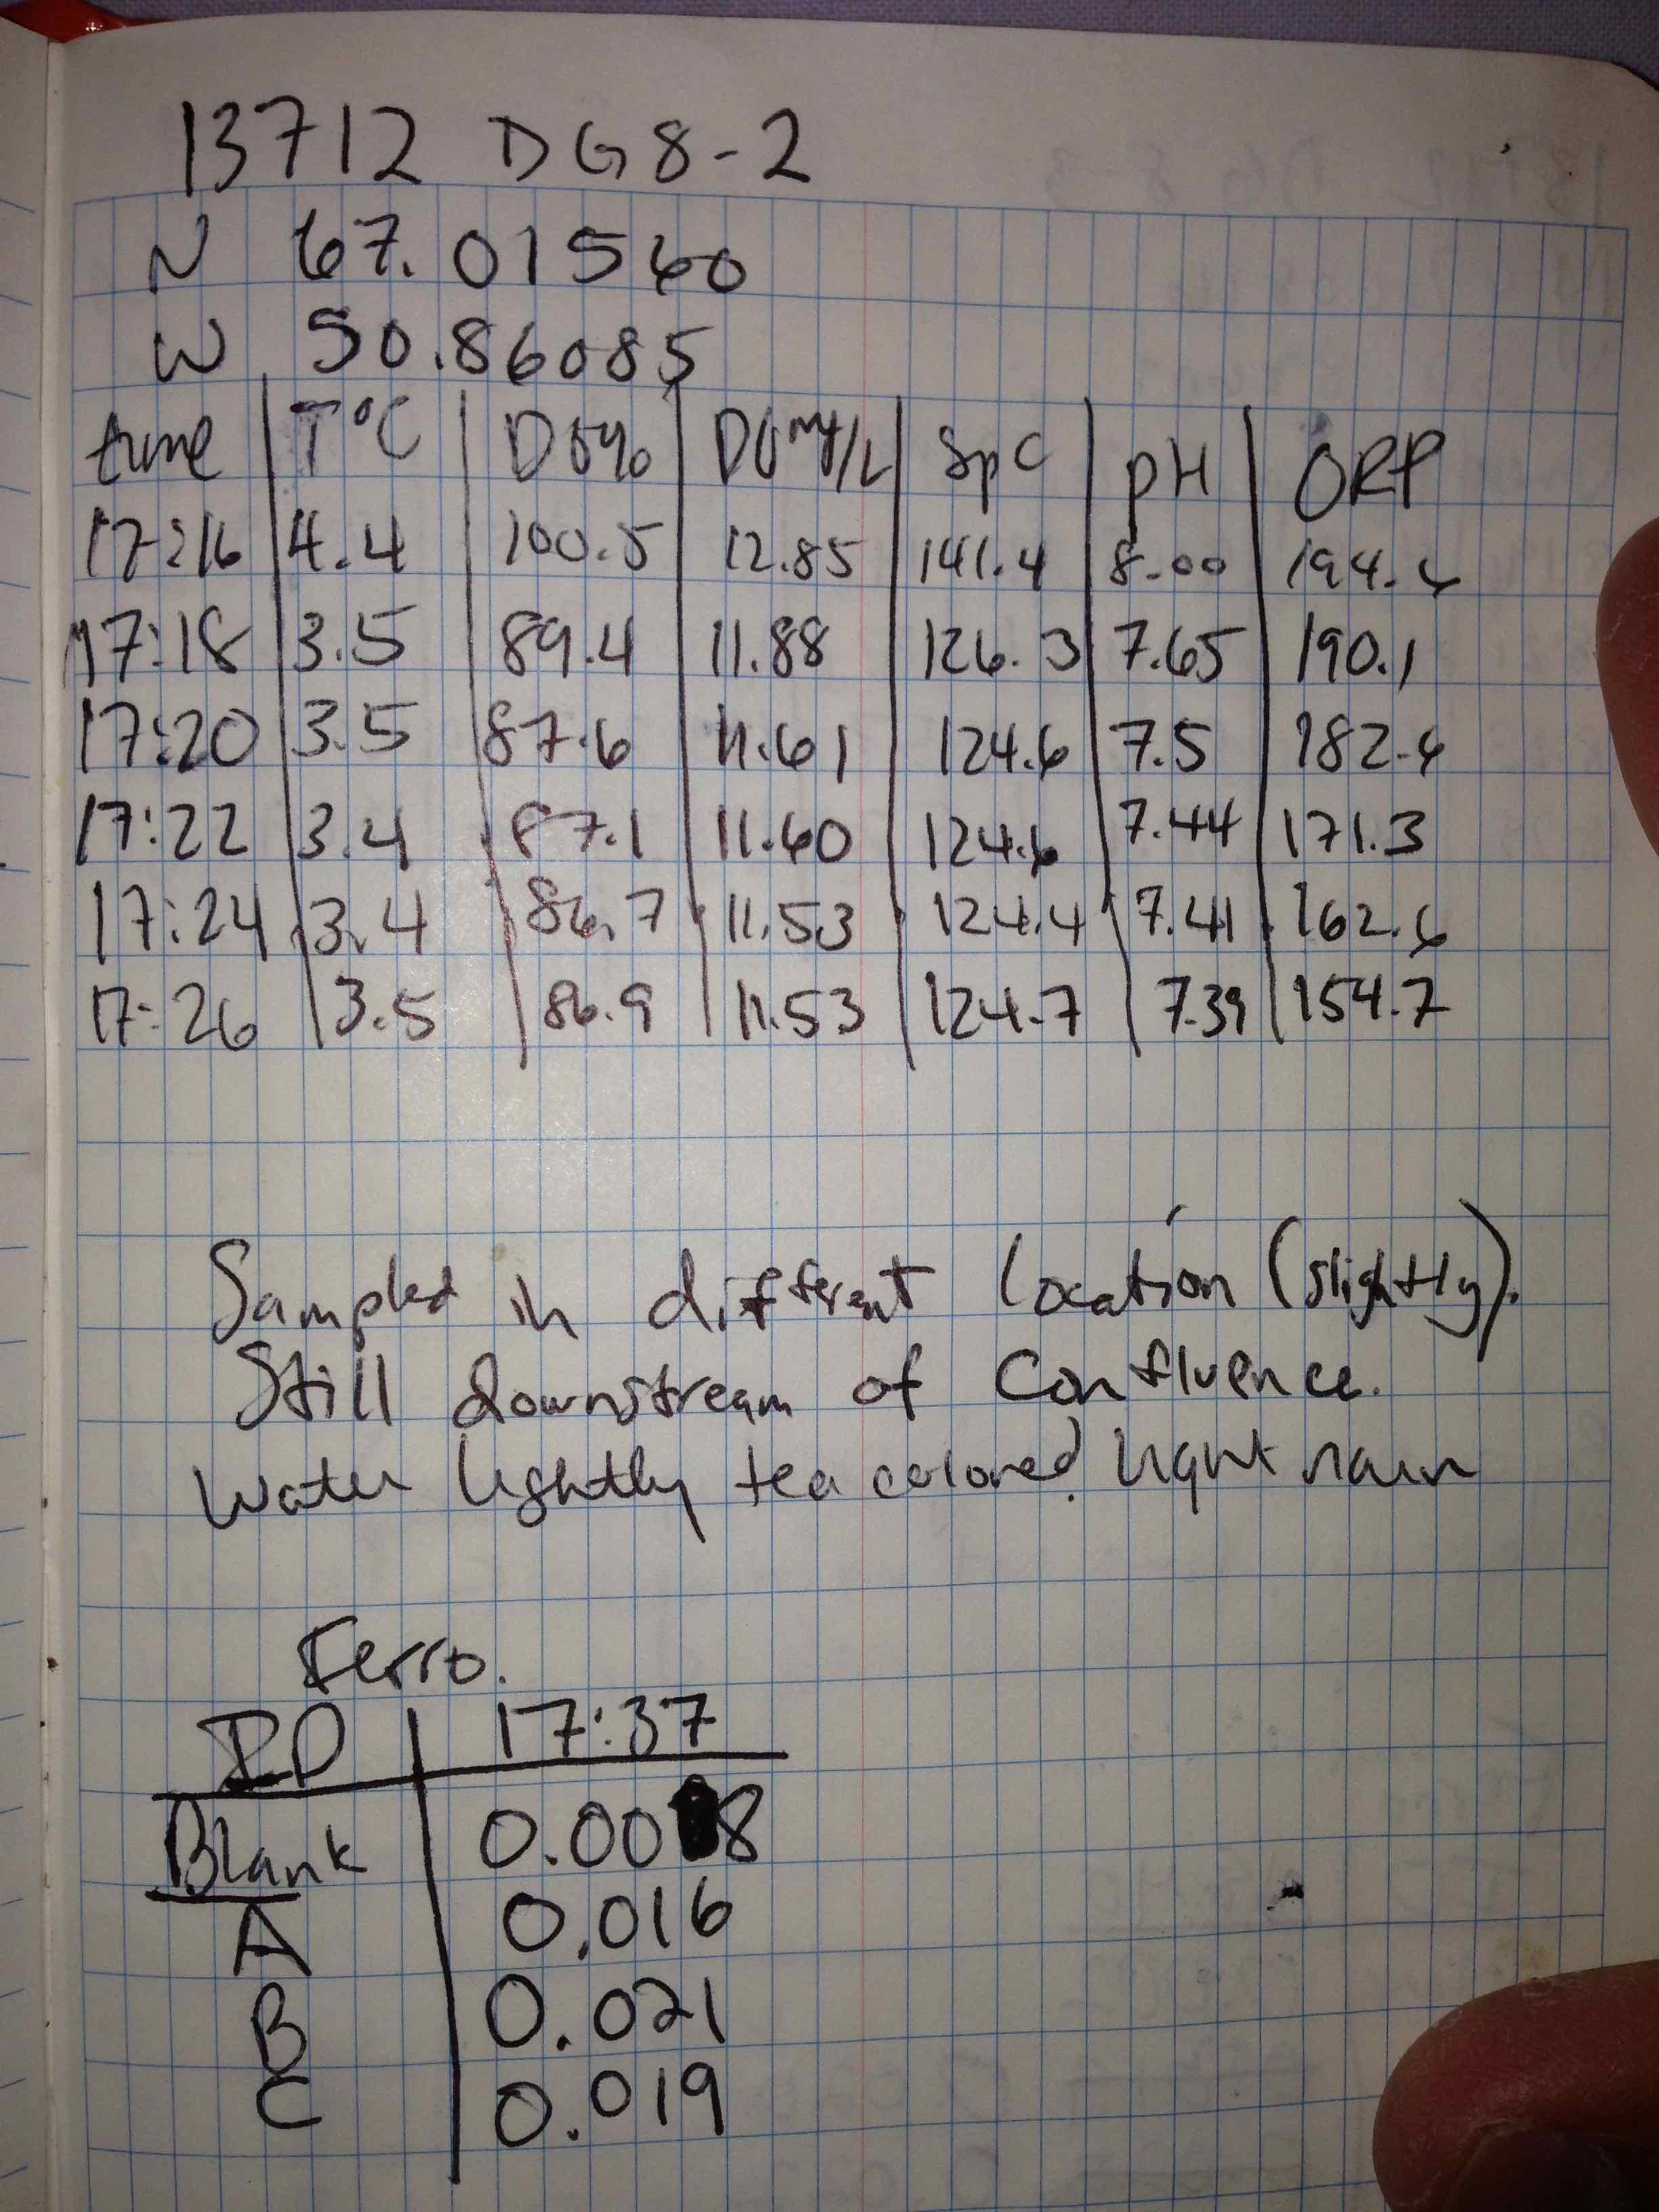 13712 DG8-2
N 67.01560
W 50.86085
time T°C DO% DO mg/L SpC pH ORP
17:16 4.4 100.5 12.85 141.4 8.00 194.6
17:18 3.5 89.4 11.88 126.3 7.65 190.1
17:20 3.5 87.6 11.61 124.6 7.5 182.6
17:22 3.4 87.1 11.60 124.6 7.44 171.3
17:24 3.4 86.7 11.53 124.4 7.41 162.6
17:26 3.5 86.9 11.53 124.7 7.39 154.7
Sampled in different location (slightly).
Still downstream of confluence.
Water lightly tea colored. light rain
Ferro.
ID 17:37
Blank 0.008
A 0.016
B 0.021
C 0.019